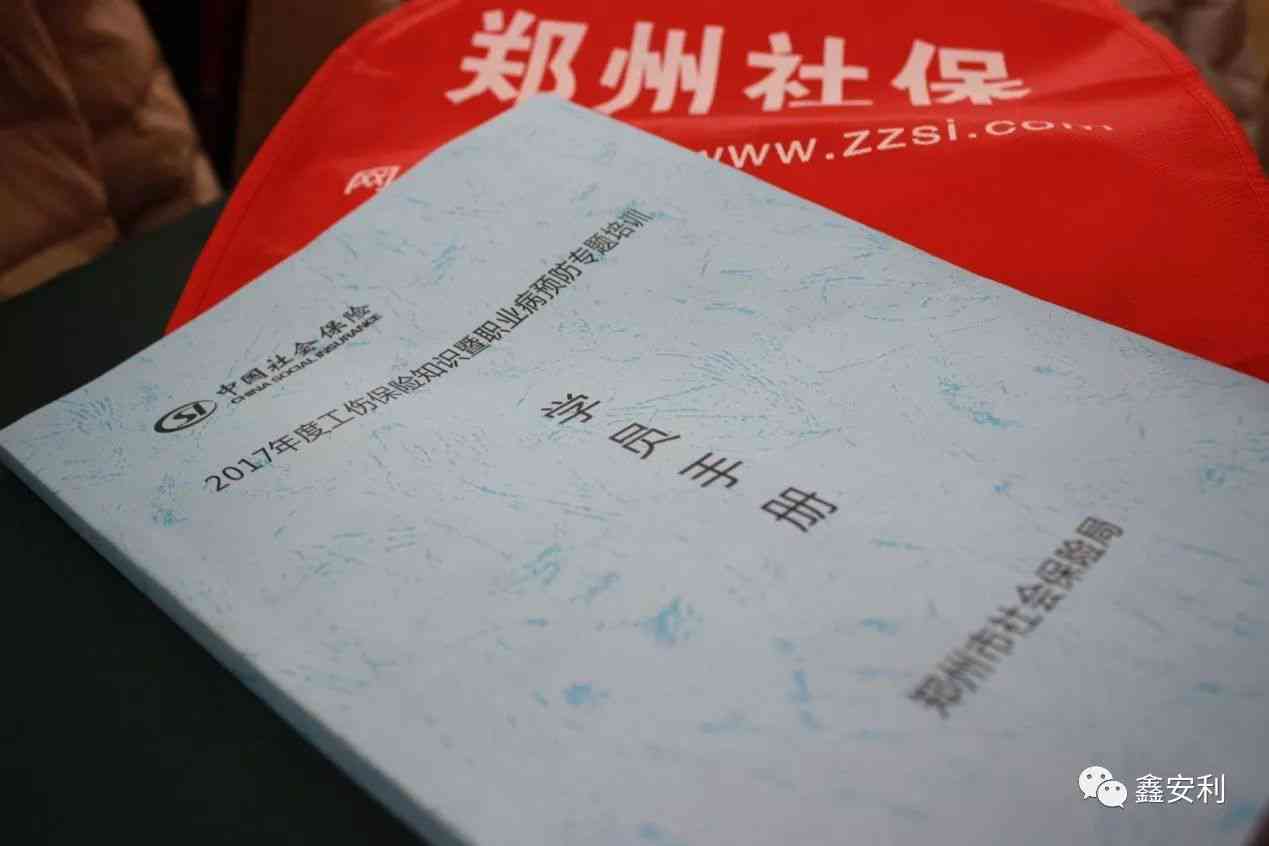 郑州社保
www.zzsi.com
网
中国社会保险
CHINA SOCIAL INSURANCE
SI
2017年度工伤保险知识暨职业病预防专题培训
学员手册
郑州市社会保险局
鑫安利